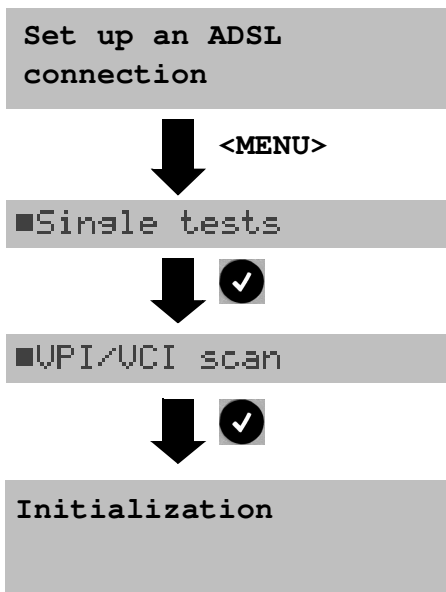 Set up an ADSL
connection
<MENU>
■Single tests
■VPI/VCI scan
Initialization